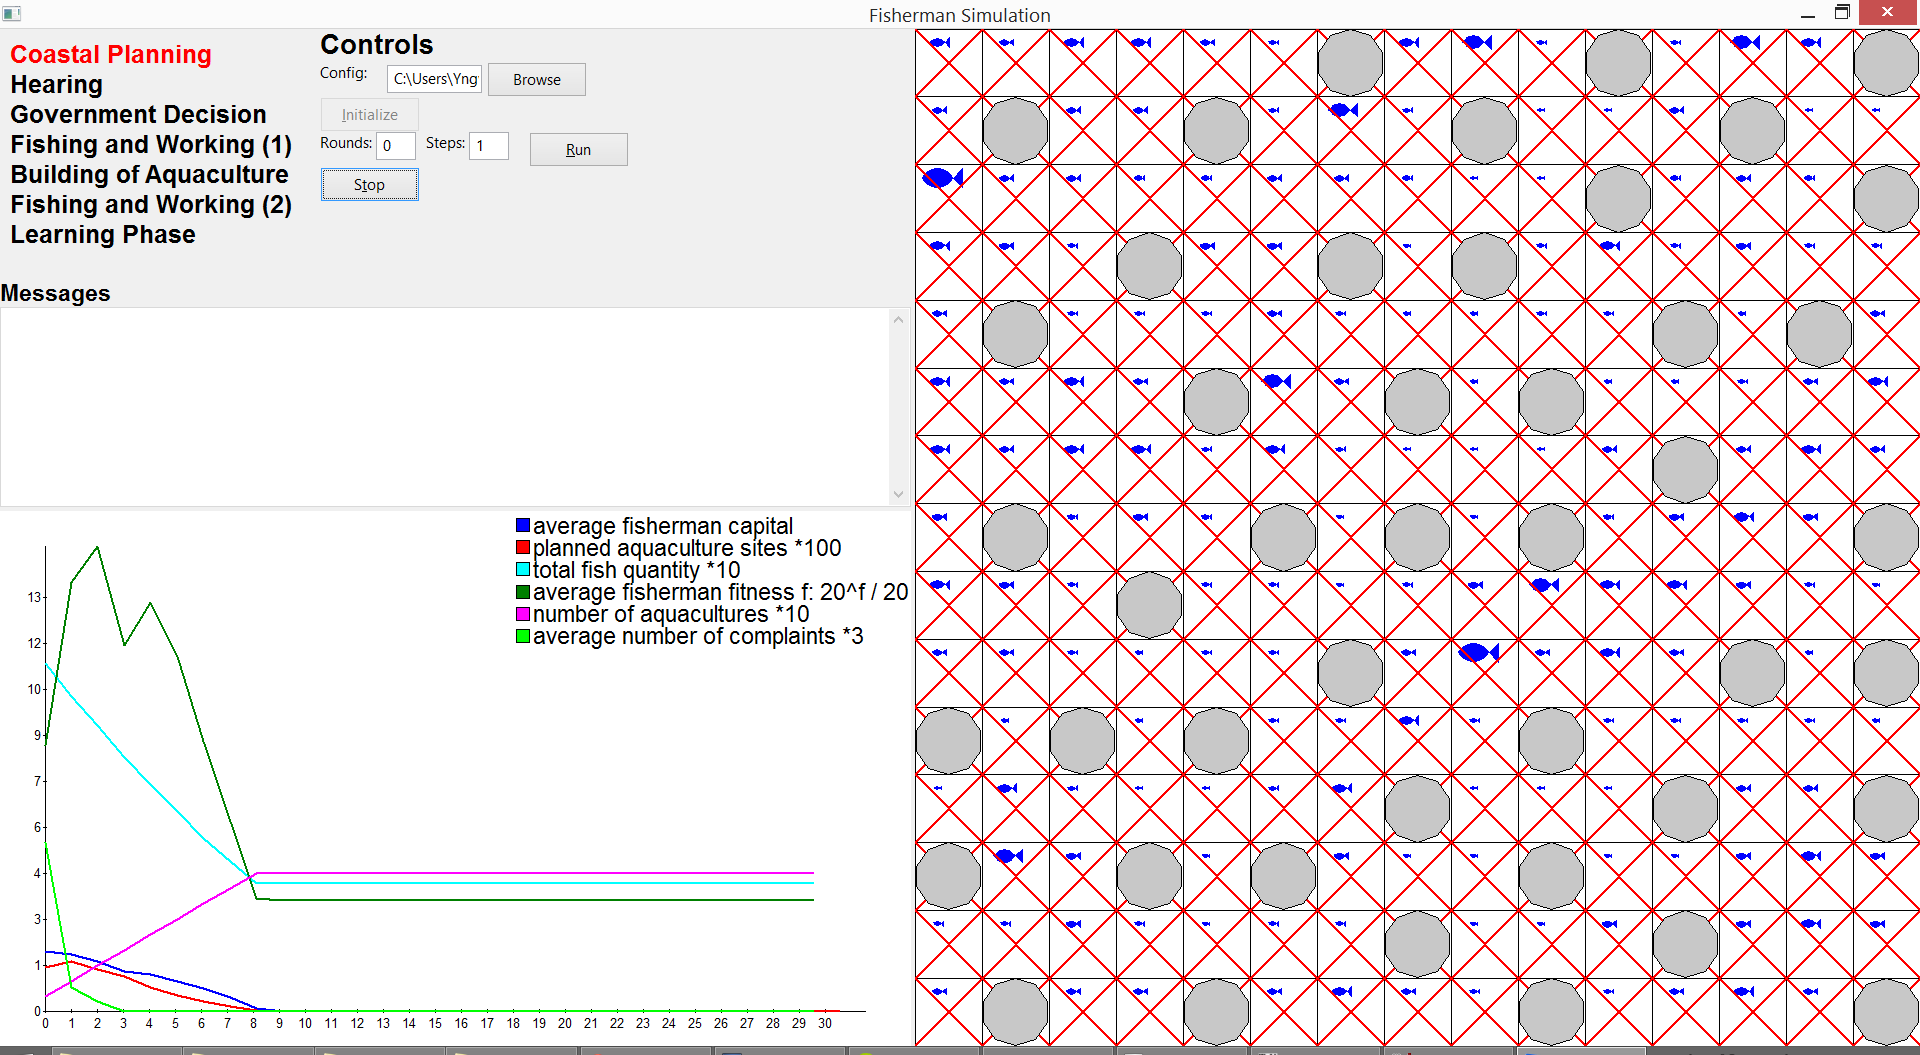 Fisherman Simulation
Coastal Planning
Hearing
Government Decision
Fishing and Working (1)
Building of Aquaculture
Fishing and Working (2)
Learning Phase
Controls
Config: C:\Users\Yng Browse
Initialize
Rounds: 0 Steps: 1 Run
Stop
Messages
average fisherman capital
planned aquaculture sites *100
total fish quantity *10
average fisherman fitness f: 20^f / 20
number of aquacultures *10
average number of complaints *3
13
12
10
9
7
6
4
3
1
0
0 1 2 3 4 5 6 7 8 9 10 11 12 13 14 15 16 17 18 19 20 21 22 23 24 25 26 27 28 29 30